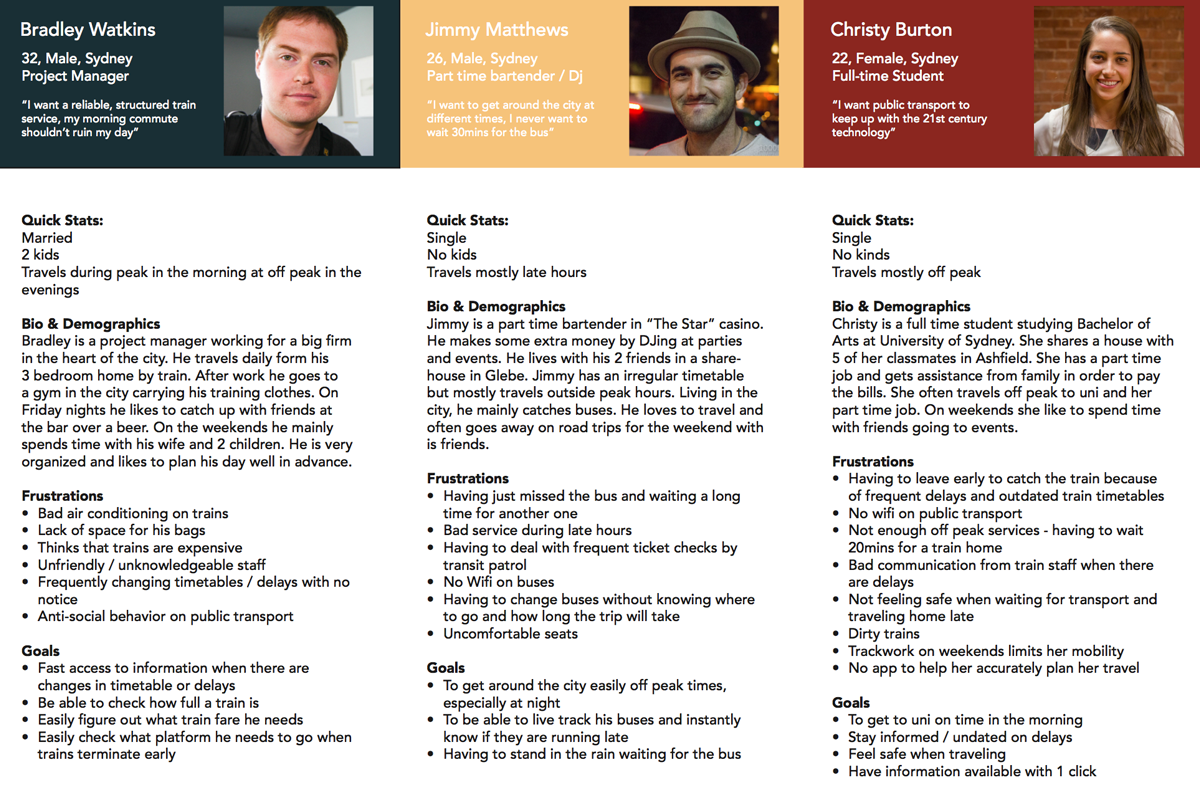 Bradley Watkins
32, Male, Sydney
Project Manager
“I want a reliable, structured train
service, my morning commute
shouldn’t ruin my day”
Quick Stats:
Married
2 kids
Travels during peak in the morning at off peak in the
evenings
Bio & Demographics
Bradley is a project manager working for a big firm
in the heart of the city. He travels daily form his
3 bedroom home by train. After work he goes to
a gym in the city carrying his training clothes. On
Friday nights he likes to catch up with friends at
the bar over a beer. On the weekends he mainly
spends time with his wife and 2 children. He is very
organized and likes to plan his day well in advance.
Frustrations
• Bad air conditioning on trains
• Lack of space for his bags
• Thinks that trains are expensive
• Unfriendly / unknowledgeable staff
• Frequently changing timetables / delays with no
notice
• Anti-social behavior on public transport
Goals
• Fast access to information when there are
changes in timetable or delays
• Be able to check how full a train is
• Easily figure out what train fare he needs
• Easily check what platform he needs to go when
trains terminate early
Jimmy Matthews
26, Male, Sydney
Part time bartender / Dj
“I want to get around the city at
different times, I never want to
wait 30mins for the bus”
Quick Stats:
Single
No kids
Travels mostly late hours
Bio & Demographics
Jimmy is a part time bartender in “The Star” casino.
He makes some extra money by DJing at parties
and events. He lives with his 2 friends in a share-
house in Glebe. Jimmy has an irregular timetable
but mostly travels outside peak hours. Living in the
city, he mainly catches buses. He loves to travel and
often goes away on road trips for the weekend with
is friends.
Frustrations
• Having just missed the bus and waiting a long
time for another one
• Bad service during late hours
• Having to deal with frequent ticket checks by
transit patrol
• No Wifi on buses
• Having to change buses without knowing where
to go and how long the trip will take
• Uncomfortable seats
Goals
• To get around the city easily off peak times,
especially at night
• To be able to live track his buses and instantly
know if they are running late
• Having to stand in the rain waiting for the bus
Christy Burton
22, Female, Sydney
Full-time Student
“I want public transport to
keep up with the 21st century
technology”
Quick Stats:
Single
No kinds
Travels mostly off peak
Bio & Demographics
Christy is a full time student studying Bachelor of
Arts at University of Sydney. She shares a house with
5 of her classmates in Ashfield. She has a part time
job and gets assistance from family in order to pay
the bills. She often travels off peak to uni and her
part time job. On weekends she like to spend time
with friends going to events.
Frustrations
• Having to leave early to catch the train because
of frequent delays and outdated train timetables
• No wifi on public transport
• Not enough off peak services - having to wait
20mins for a train home
• Bad communication from train staff when there
are delays
• Not feeling safe when waiting for transport and
traveling home late
• Dirty trains
• Trackwork on weekends limits her mobility
• No app to help her accurately plan her travel
Goals
• To get to uni on time in the morning
• Stay informed / undated on delays
• Feel safe when traveling
• Have information available with 1 click